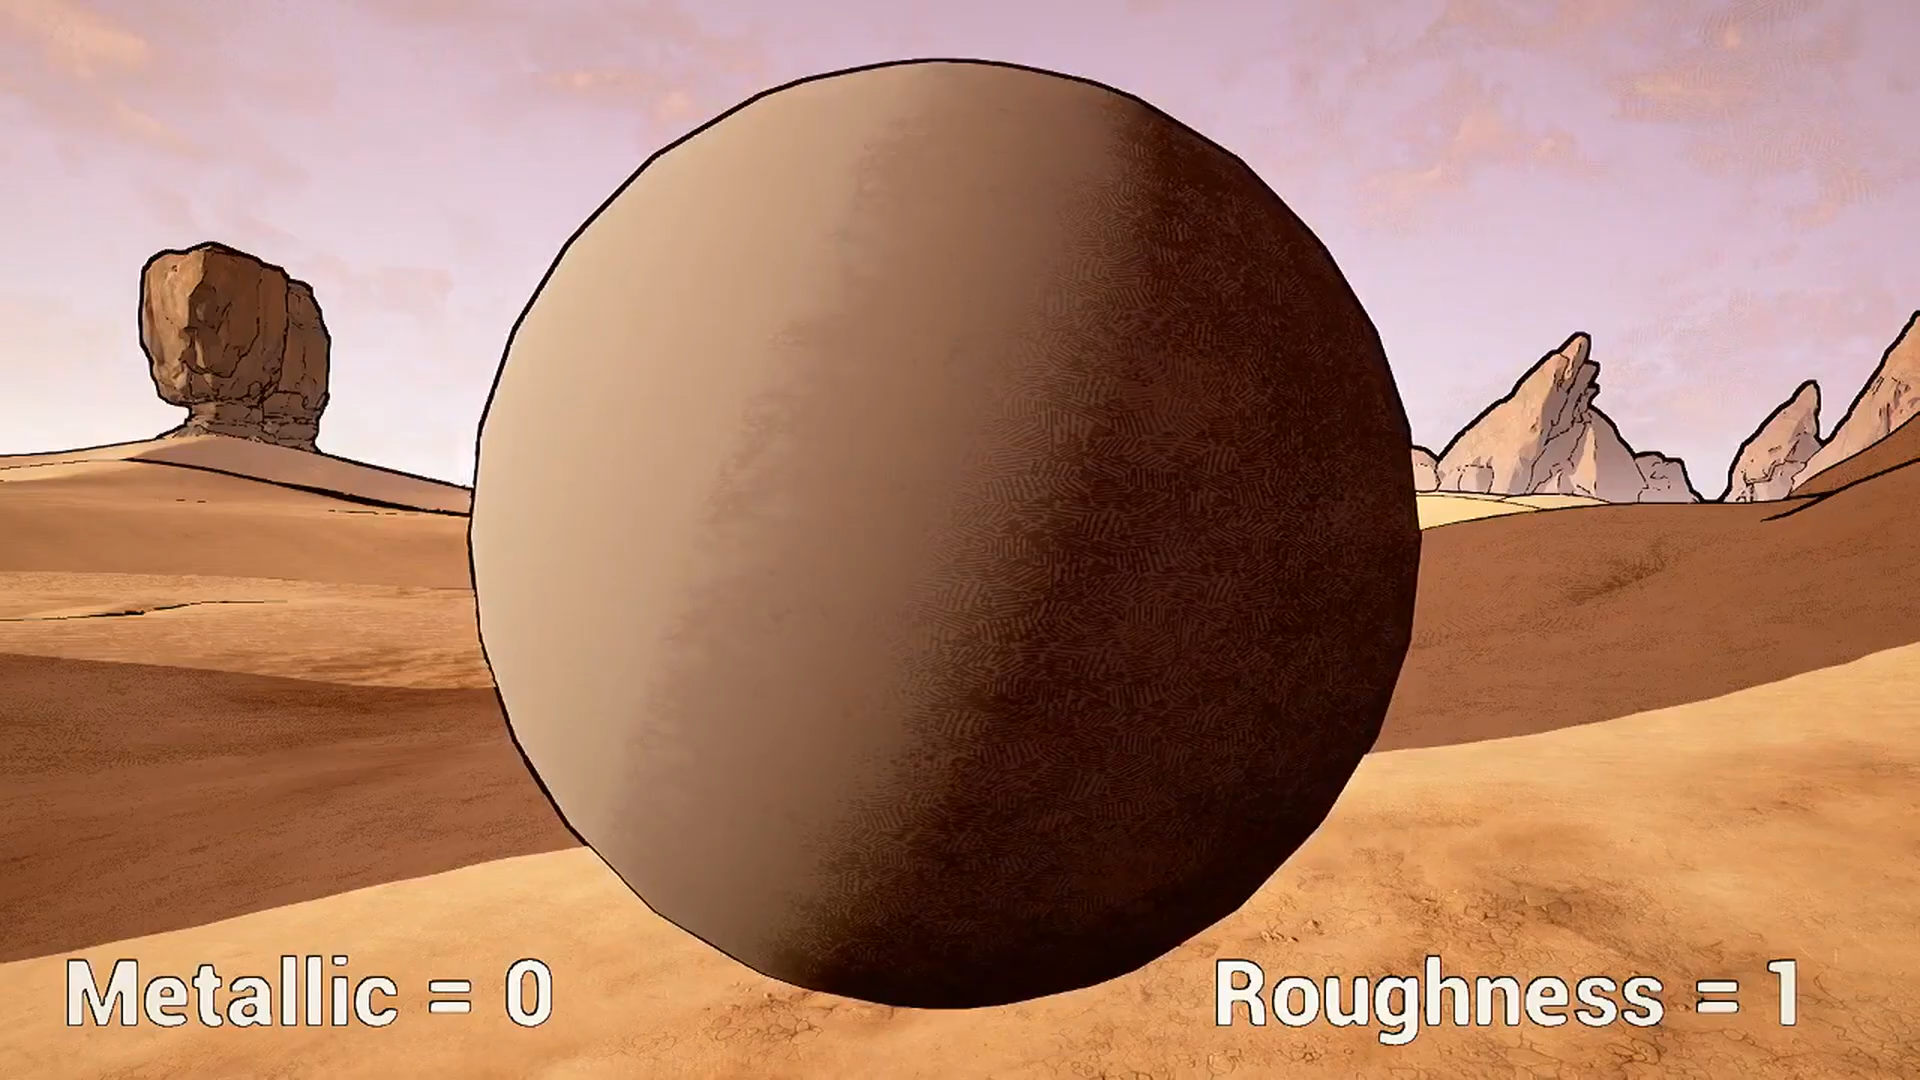 Metallic = 0
Roughness = 1